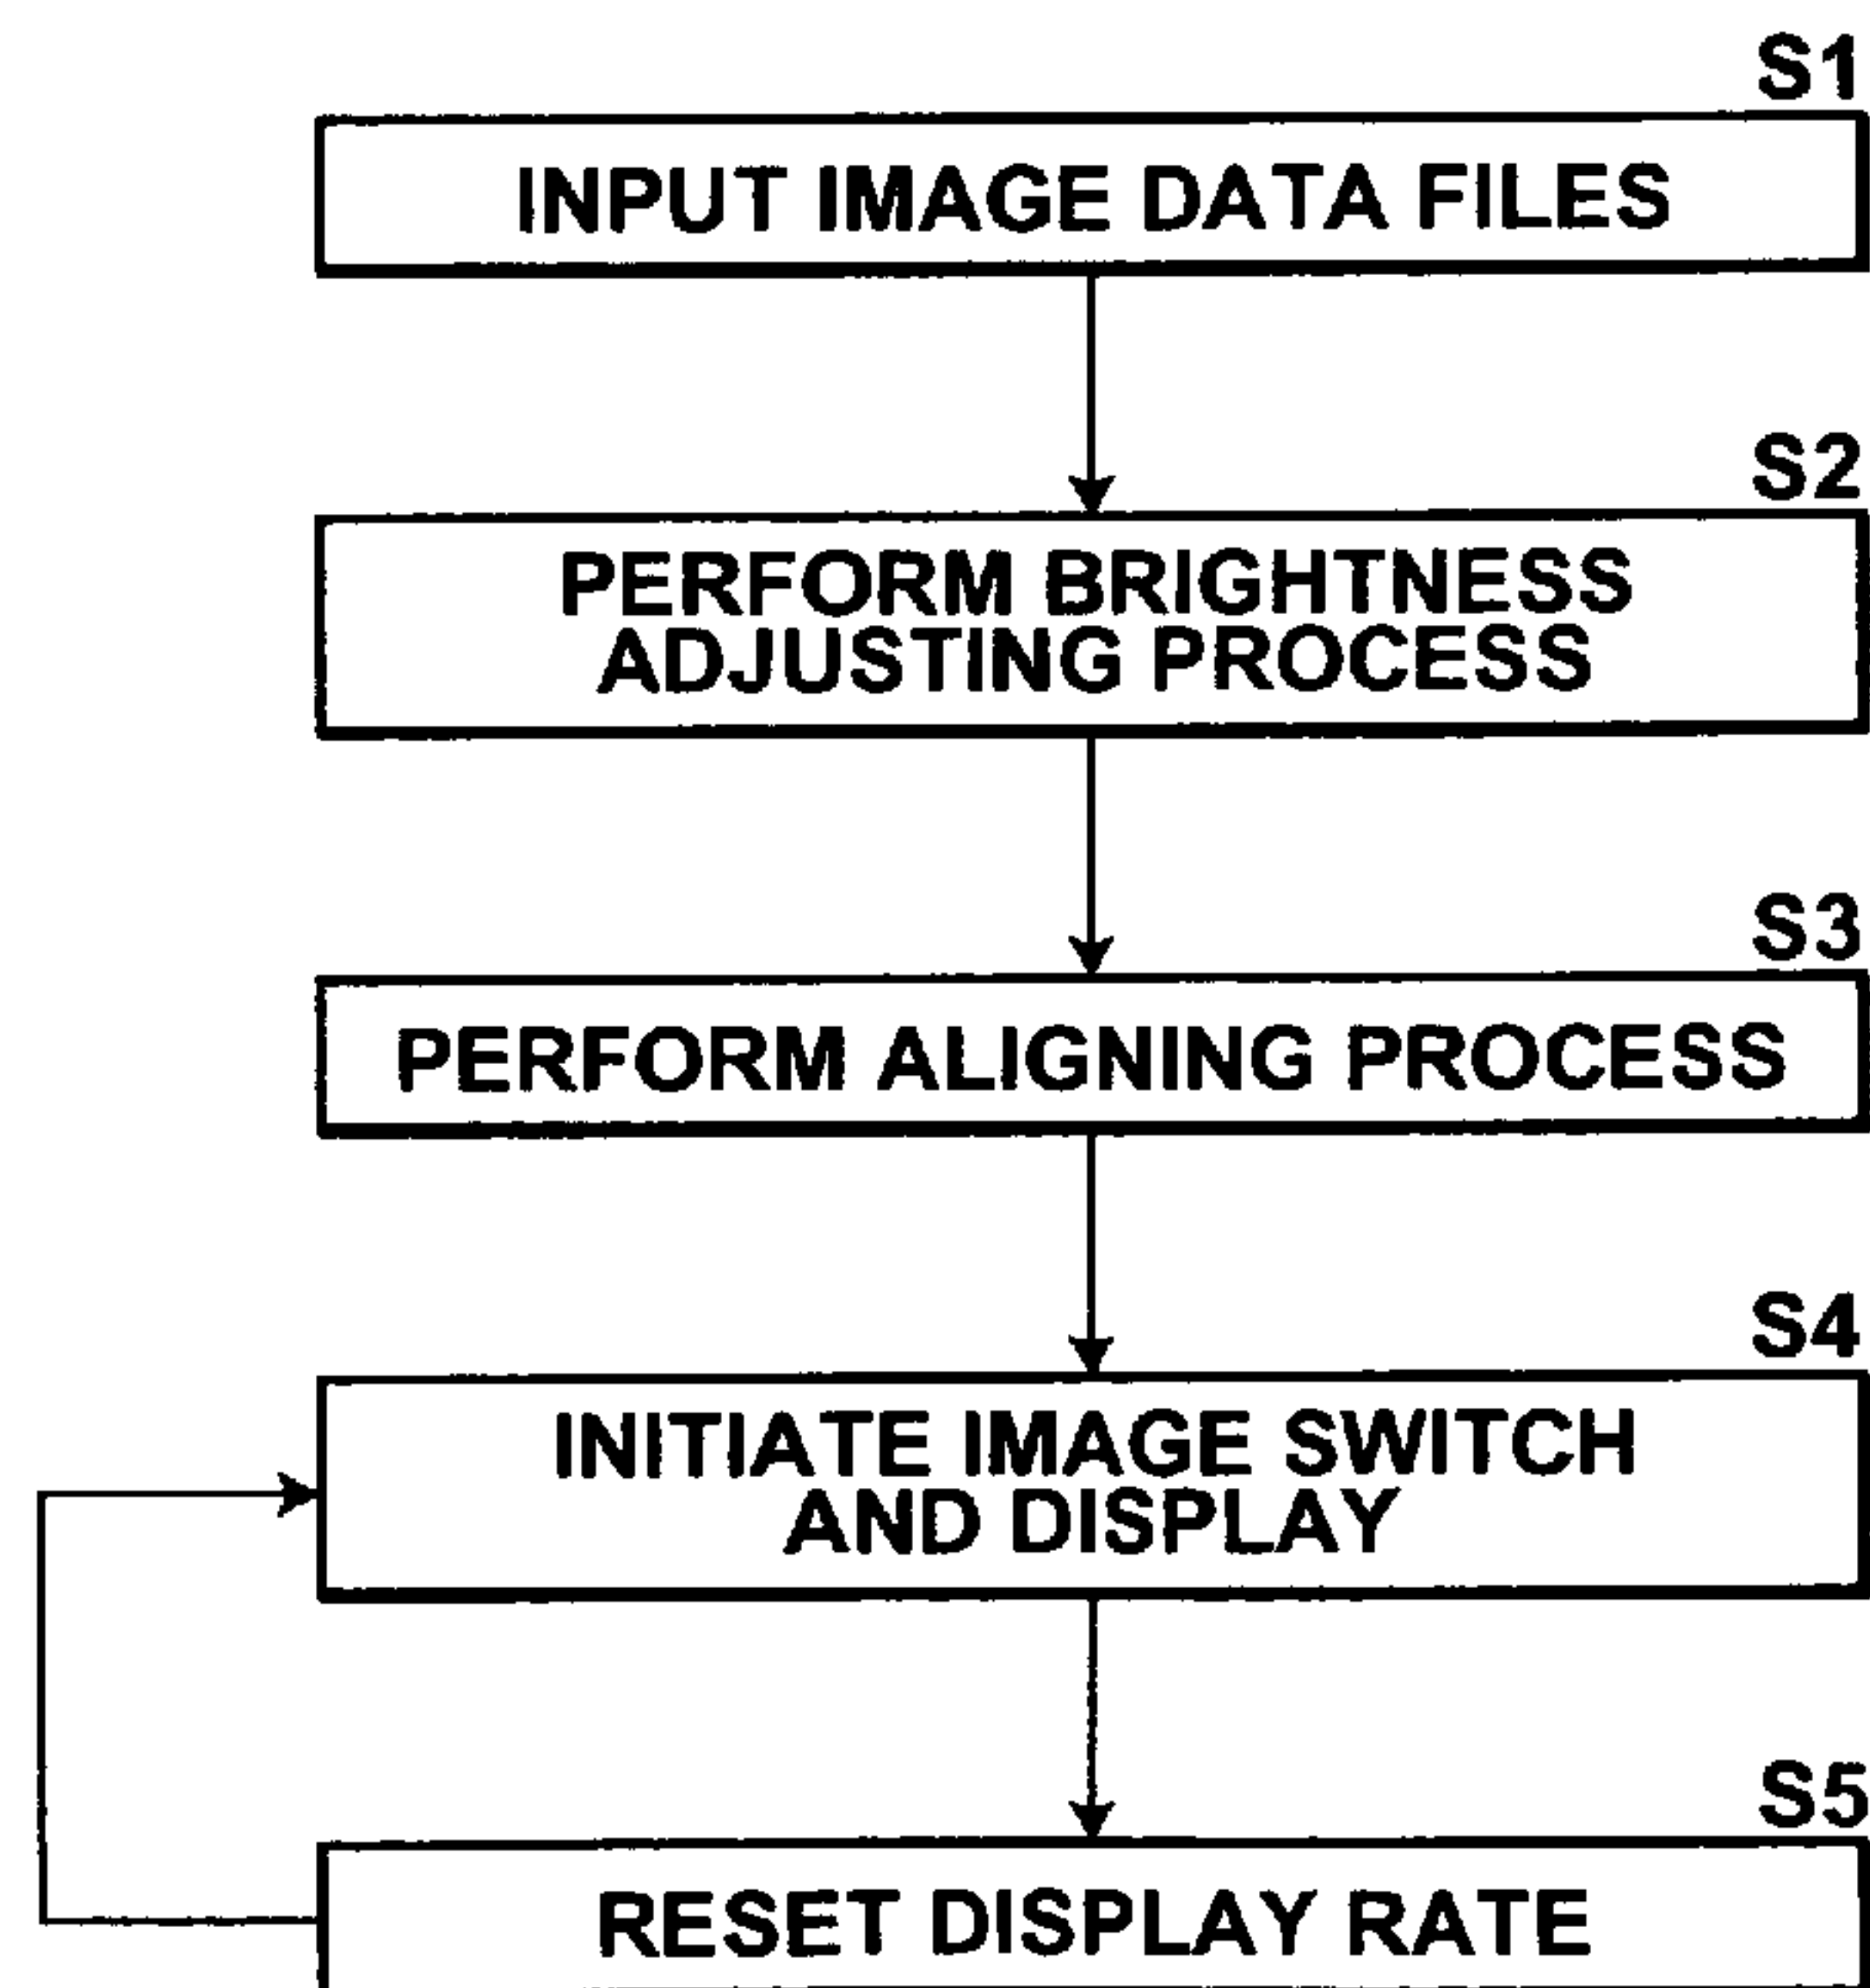 S1
INPUT IMAGE DATA FILES
S2
PERFORM BRIGHTNESS
ADJUSTING PROCESS
S3
PERFORM ALIGNING PROCESS
S4
INITIATE IMAGE SWITCH
AND DISPLAY
S5
RESET DISPLAY RATE